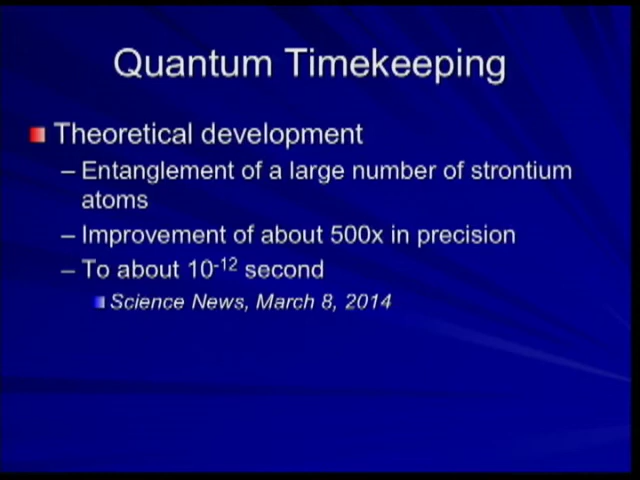 Quantum Timekeeping
Theoretical development
– Entanglement of a large number of strontium
atoms
– Improvement of about 500x in precision
– To about 10⁻¹² second
Science News, March 8, 2014